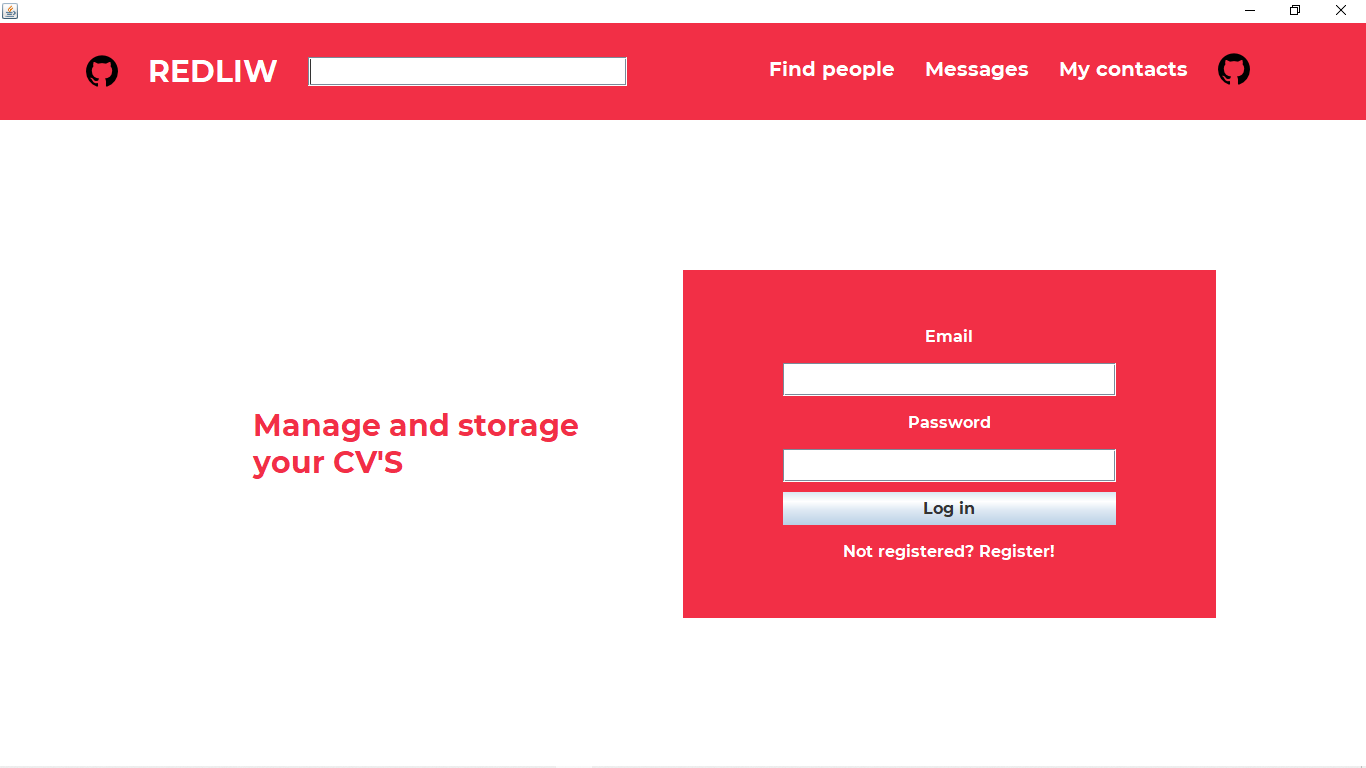 REDLIW
Find people
Messages
My contacts
Manage and storage
your CV'S
Email
Password
Log in
Not registered? Register!